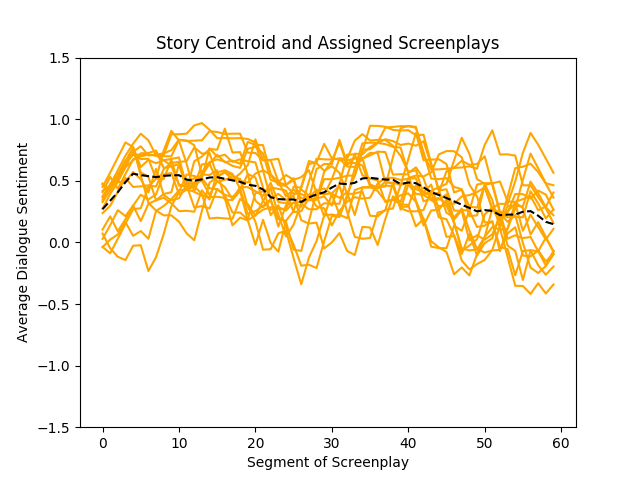 Story Centroid and Assigned Screenplays
1.5
1.0
0.5
0.0
−0.5
−1.0
−1.5
Average Dialogue Sentiment
0 10 20 30 40 50 60
Segment of Screenplay